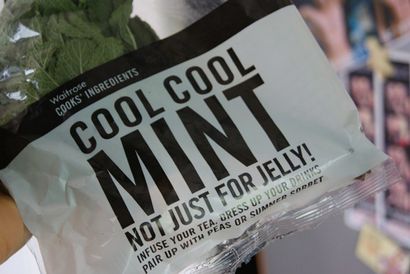 Waitrose
COOKS' INGREDIENTS
COOL COOL
MINT
NOT JUST FOR JELLY!
INFUSE YOUR TEA, DRESS UP YOUR DRINKS
PAIR UP WITH PEAS OR SUMMER SORBET